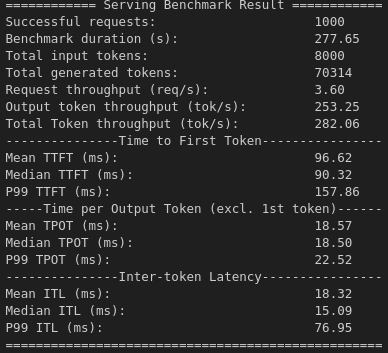 ============ Serving Benchmark Result ============
Successful requests:                     1000
Benchmark duration (s):                  277.65
Total input tokens:                      8000
Total generated tokens:                  70314
Request throughput (req/s):              3.60
Output token throughput (tok/s):         253.25
Total Token throughput (tok/s):          282.06
---------------Time to First Token----------------
Mean TTFT (ms):                          96.62
Median TTFT (ms):                        90.32
P99 TTFT (ms):                           157.86
-----Time per Output Token (excl. 1st token)------
Mean TPOT (ms):                          18.57
Median TPOT (ms):                        18.50
P99 TPOT (ms):                           22.52
---------------Inter-token Latency----------------
Mean ITL (ms):                           18.32
Median ITL (ms):                         15.09
P99 ITL (ms):                            76.95
==================================================